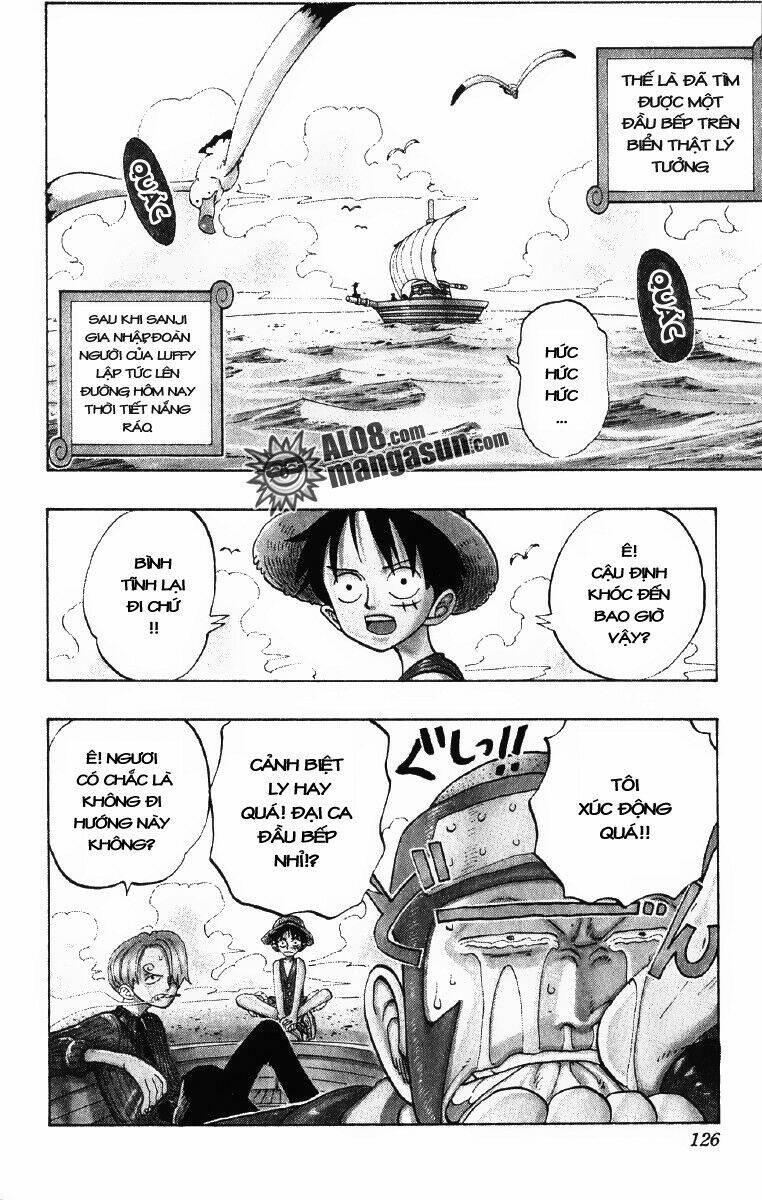 THẾ LÀ ĐÃ TÌM
ĐƯỢC MỘT
ĐẦU BẾP TRÊN
BIỂN THẬT LÝ
TƯỞNG.
QUÁC
QUÁC
SAU KHI SANJI
GIA NHẬPĐOÀN
NGƯỜI CỦA LUFFY
LẬP TỨC LÊN
ĐƯỜNG, HÔM NAY
THỜI TIẾT NẮNG
RÁO.
HỨC
HỨC
HỨC
...
ALO8.com
mangasun.com
Ê!
CẬU ĐỊNH
KHÓC ĐẾN
BAO GIỜ
VẬY?
BÌNH
TĨNH LẠI
ĐI CHỨ
!!
TÔI
XÚC ĐỘNG
QUÁ!!
ぐしっ!!
CẢNH BIỆT
LY HAY
QUÁ! ĐẠI CA
ĐẦU BẾP
NHỈ!?
Ê! NGƯƠI
CÓ CHẮC LÀ
KHÔNG ĐI
HƯỚNG NÀY
KHÔNG?
126